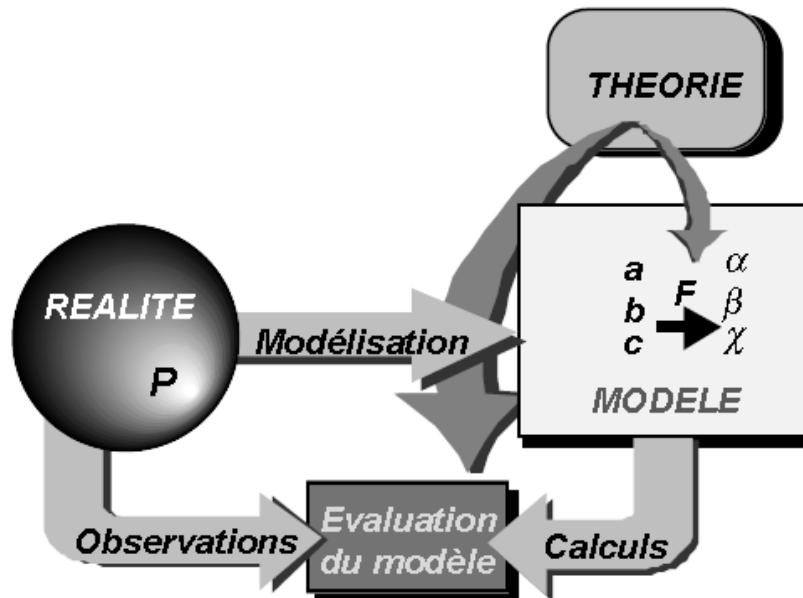 THEORIE
REALITE
P
Modélisation
a
b
c
F
α
β
χ
MODELE
Observations
Evaluation
du modèle
Calculs